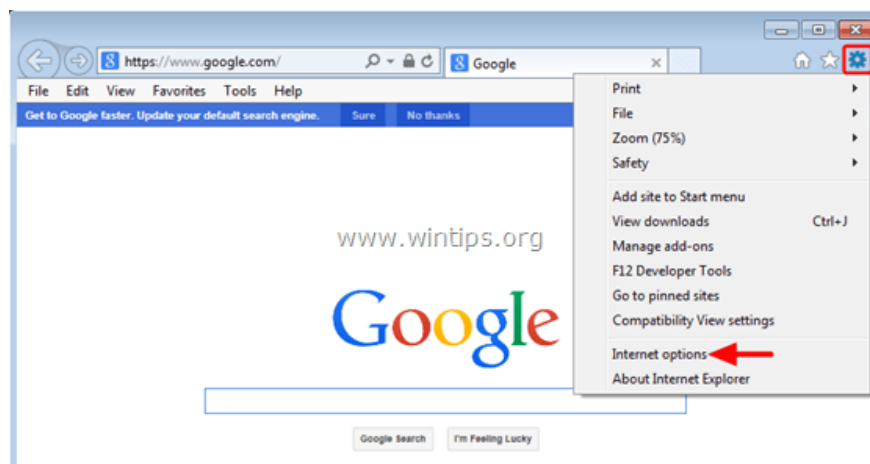 https://www.google.com/
Google
File Edit View Favorites Tools Help
Get to Google faster. Update your default search engine. Sure No thanks
Print
File
Zoom (75%)
Safety
Add site to Start menu
View downloads Ctrl+J
Manage add-ons
F12 Developer Tools
Go to pinned sites
Compatibility View settings
Internet options
About Internet Explorer
www.wintips.org
Google
Google Search I'm Feeling Lucky